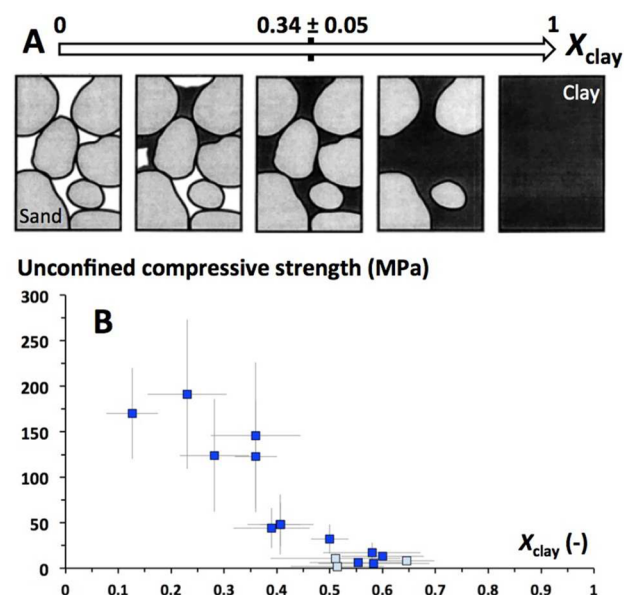 0 0.34 ± 0.05 1
A Xclay
Clay
Sand
Unconfined compressive strength (MPa)
300
B
250
200
150
100
50
Xclay (-)
0
0 0.1 0.2 0.3 0.4 0.5 0.6 0.7 0.8 0.9 1